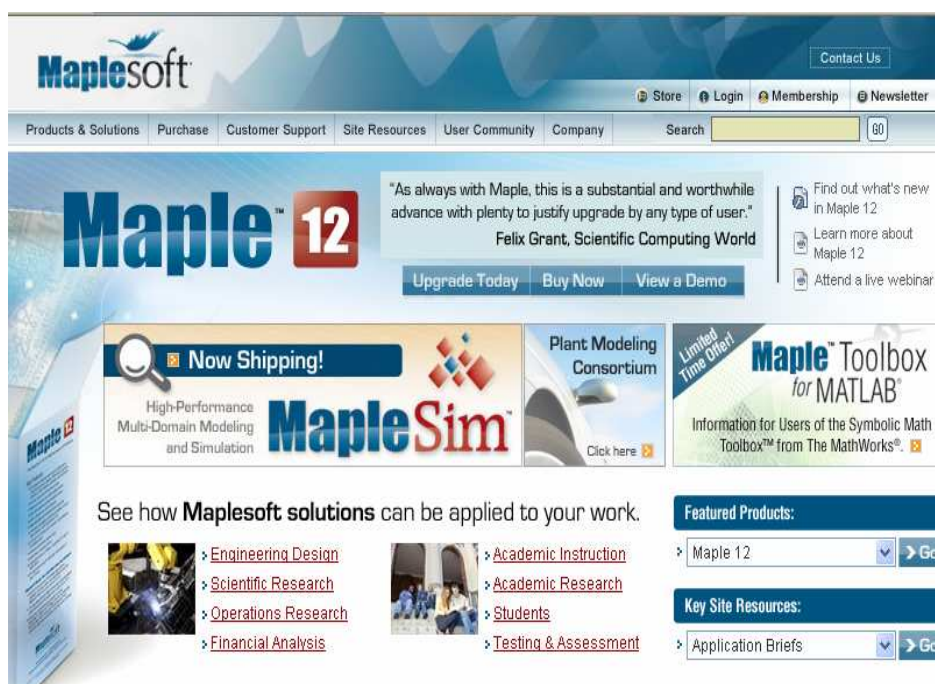 Maplesoft
Contact Us
Store Login Membership Newsletter
Products & Solutions Purchase Customer Support Site Resources User Community Company Search GO
Maple™ 12
"As always with Maple, this is a substantial and worthwhile
advance with plenty to justify upgrade by any type of user."
Felix Grant, Scientific Computing World
Upgrade Today Buy Now View a Demo
Find out what's new
in Maple 12
Learn more about
Maple 12
Attend a live webinar
Now Shipping!
High-Performance
Multi-Domain Modeling
and Simulation
MapleSim™
Plant Modeling
Consortium
Click here
Limited
Time Offer!
Maple™ Toolbox
for MATLAB®
Information for Users of the Symbolic Math
Toolbox™ from The MathWorks®.
Maple 12
See how Maplesoft solutions can be applied to your work.
Engineering Design
Scientific Research
Operations Research
Financial Analysis
Academic Instruction
Academic Research
Students
Testing & Assessment
Featured Products:
Maple 12 Go
Key Site Resources:
Application Briefs Go